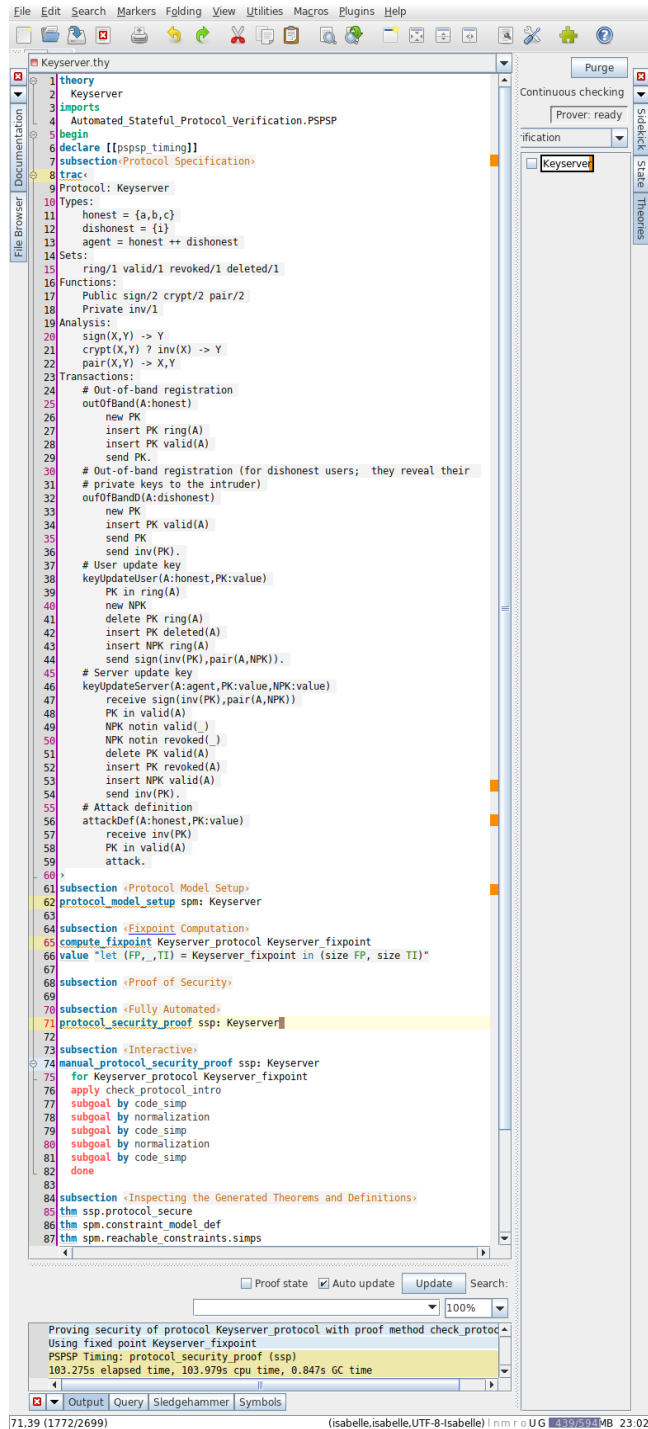 File Edit Search Markers Folding View Utilities Macros Plugins Help
Keyserver.thy
Purge
Continuous checking
Prover: ready
ification
Keyserver
Documentation
File Browser
Sidekick
State
Theories
1 theory
2 Keyserver
3 imports
4 Automated_Stateful_Protocol_Verification.PSPSP
5 begin
6 declare [[pspsp_timing]]
7 subsection‹Protocol Specification›
8 trac‹
9 Protocol: Keyserver
10 Types:
11 honest = {a,b,c}
12 dishonest = {i}
13 agent = honest ++ dishonest
14 Sets:
15 ring/1 valid/1 revoked/1 deleted/1
16 Functions:
17 Public sign/2 crypt/2 pair/2
18 Private inv/1
19 Analysis:
20 sign(X,Y) -> Y
21 crypt(X,Y) ? inv(X) -> Y
22 pair(X,Y) -> X,Y
23 Transactions:
24 # Out-of-band registration
25 outOfBand(A:honest)
26 new PK
27 insert PK ring(A)
28 insert PK valid(A)
29 send PK.
30 # Out-of-band registration (for dishonest users; they reveal their
31 # private keys to the intruder)
32 oufOfBandD(A:dishonest)
33 new PK
34 insert PK valid(A)
35 send PK
36 send inv(PK).
37 # User update key
38 keyUpdateUser(A:honest,PK:value)
39 PK in ring(A)
40 new NPK
41 delete PK ring(A)
42 insert PK deleted(A)
43 insert NPK ring(A)
44 send sign(inv(PK),pair(A,NPK)).
45 # Server update key
46 keyUpdateServer(A:agent,PK:value,NPK:value)
47 receive sign(inv(PK),pair(A,NPK))
48 PK in valid(A)
49 NPK notin valid(_)
50 NPK notin revoked(_)
51 delete PK valid(A)
52 insert PK revoked(A)
53 insert NPK valid(A)
54 send inv(PK).
55 # Attack definition
56 attackDef(A:honest,PK:value)
57 receive inv(PK)
58 PK in valid(A)
59 attack.
60 ›
61 subsection ‹Protocol Model Setup›
62 protocol_model_setup spm: Keyserver
63
64 subsection ‹Fixpoint Computation›
65 compute_fixpoint Keyserver_protocol Keyserver_fixpoint
66 value "let (FP,_,TI) = Keyserver_fixpoint in (size FP, size TI)"
67
68 subsection ‹Proof of Security›
69
70 subsection ‹Fully Automated›
71 protocol_security_proof ssp: Keyserver
72
73 subsection ‹Interactive›
74 manual_protocol_security_proof ssp: Keyserver
75 for Keyserver_protocol Keyserver_fixpoint
76 apply check_protocol_intro
77 subgoal by code_simp
78 subgoal by normalization
79 subgoal by code_simp
80 subgoal by normalization
81 subgoal by code_simp
82 done
83
84 subsection ‹Inspecting the Generated Theorems and Definitions›
85 thm ssp.protocol_secure
86 thm spm.constraint_model_def
87 thm spm.reachable_constraints.simps
Proof state Auto update Update Search:
100%
Proving security of protocol Keyserver_protocol with proof method check_protoc
Using fixed point Keyserver_fixpoint
PSPSP Timing: protocol_security_proof (ssp)
103.275s elapsed time, 103.979s cpu time, 0.847s GC time
Output Query Sledgehammer Symbols
71,39 (1772/2699) (isabelle,isabelle,UTF-8-Isabelle) n m r o U G 439/594MB 23:02